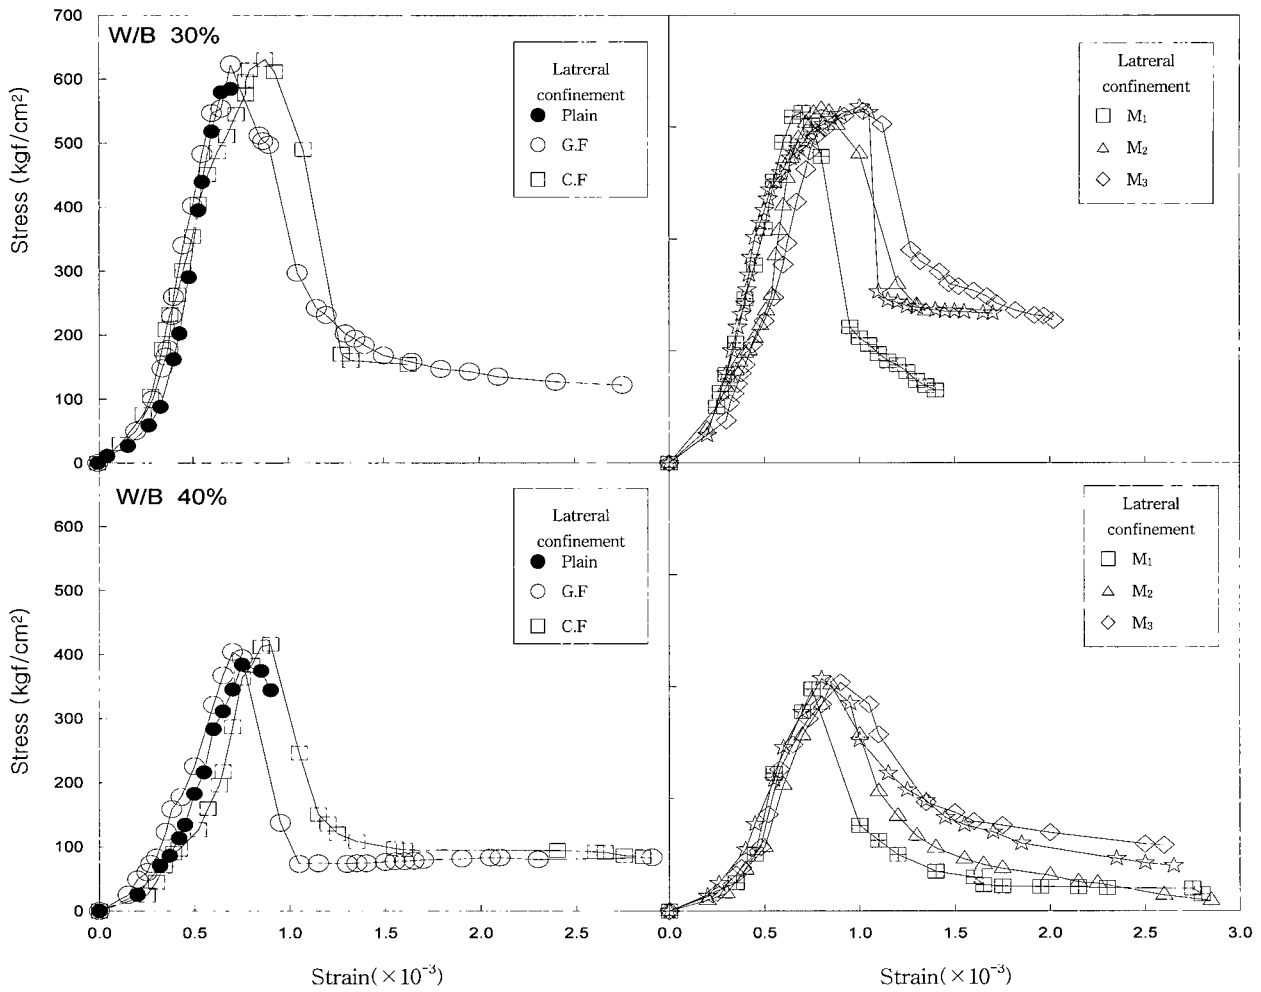 700
600
500
400
300
200
100
0
Stress (kgf/cm²)
W/B 30%
Latreral
confinement
Plain
G.F
C.F
Latreral
confinement
M₁
M₂
M₃
600
500
400
300
200
100
0
Stress (kgf/cm²)
W/B 40%
Latreral
confinement
Plain
G.F
C.F
Latreral
confinement
M₁
M₂
M₃
0.0 0.5 1.0 1.5 2.0 2.5 0.0 0.5 1.0 1.5 2.0 2.5 3.0
Strain(×10⁻³) Strain(×10⁻³)